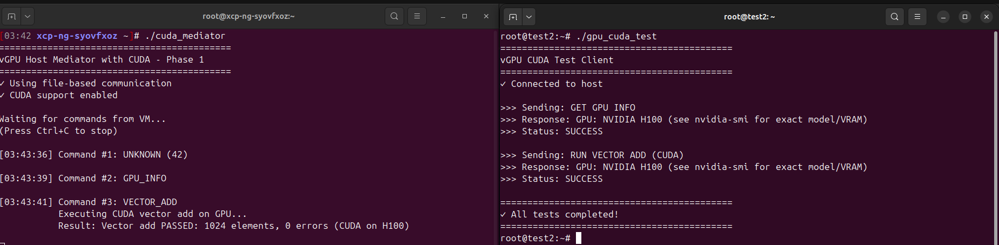 root@xcp-ng-syovfxoz:~
[03:42 xcp-ng-syovfxoz ~]# ./cuda_mediator
===========================================
vGPU Host Mediator with CUDA - Phase 1
===========================================
✓ Using file-based communication
✓ CUDA support enabled
Waiting for commands from VM...
(Press Ctrl+C to stop)
[03:43:36] Command #1: UNKNOWN (42)
[03:43:39] Command #2: GPU_INFO
[03:43:41] Command #3: VECTOR_ADD
Executing CUDA vector add on GPU...
Result: Vector add PASSED: 1024 elements, 0 errors (CUDA on H100)
root@test2: ~
root@test2:~# ./gpu_cuda_test
===========================================
vGPU CUDA Test Client
===========================================
✓ Connected to host
>>> Sending: GET GPU INFO
>>> Response: GPU: NVIDIA H100 (see nvidia-smi for exact model/VRAM)
>>> Status: SUCCESS
>>> Sending: RUN VECTOR ADD (CUDA)
>>> Response: GPU: NVIDIA H100 (see nvidia-smi for exact model/VRAM)
>>> Status: SUCCESS
===========================================
✓ All tests completed!
===========================================
root@test2:~#